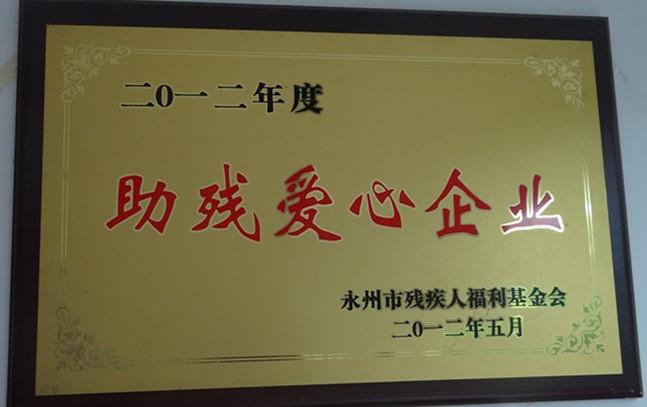 二0一二年度
助残爱心企业
永州市残疾人福利基金会
二0一二年五月